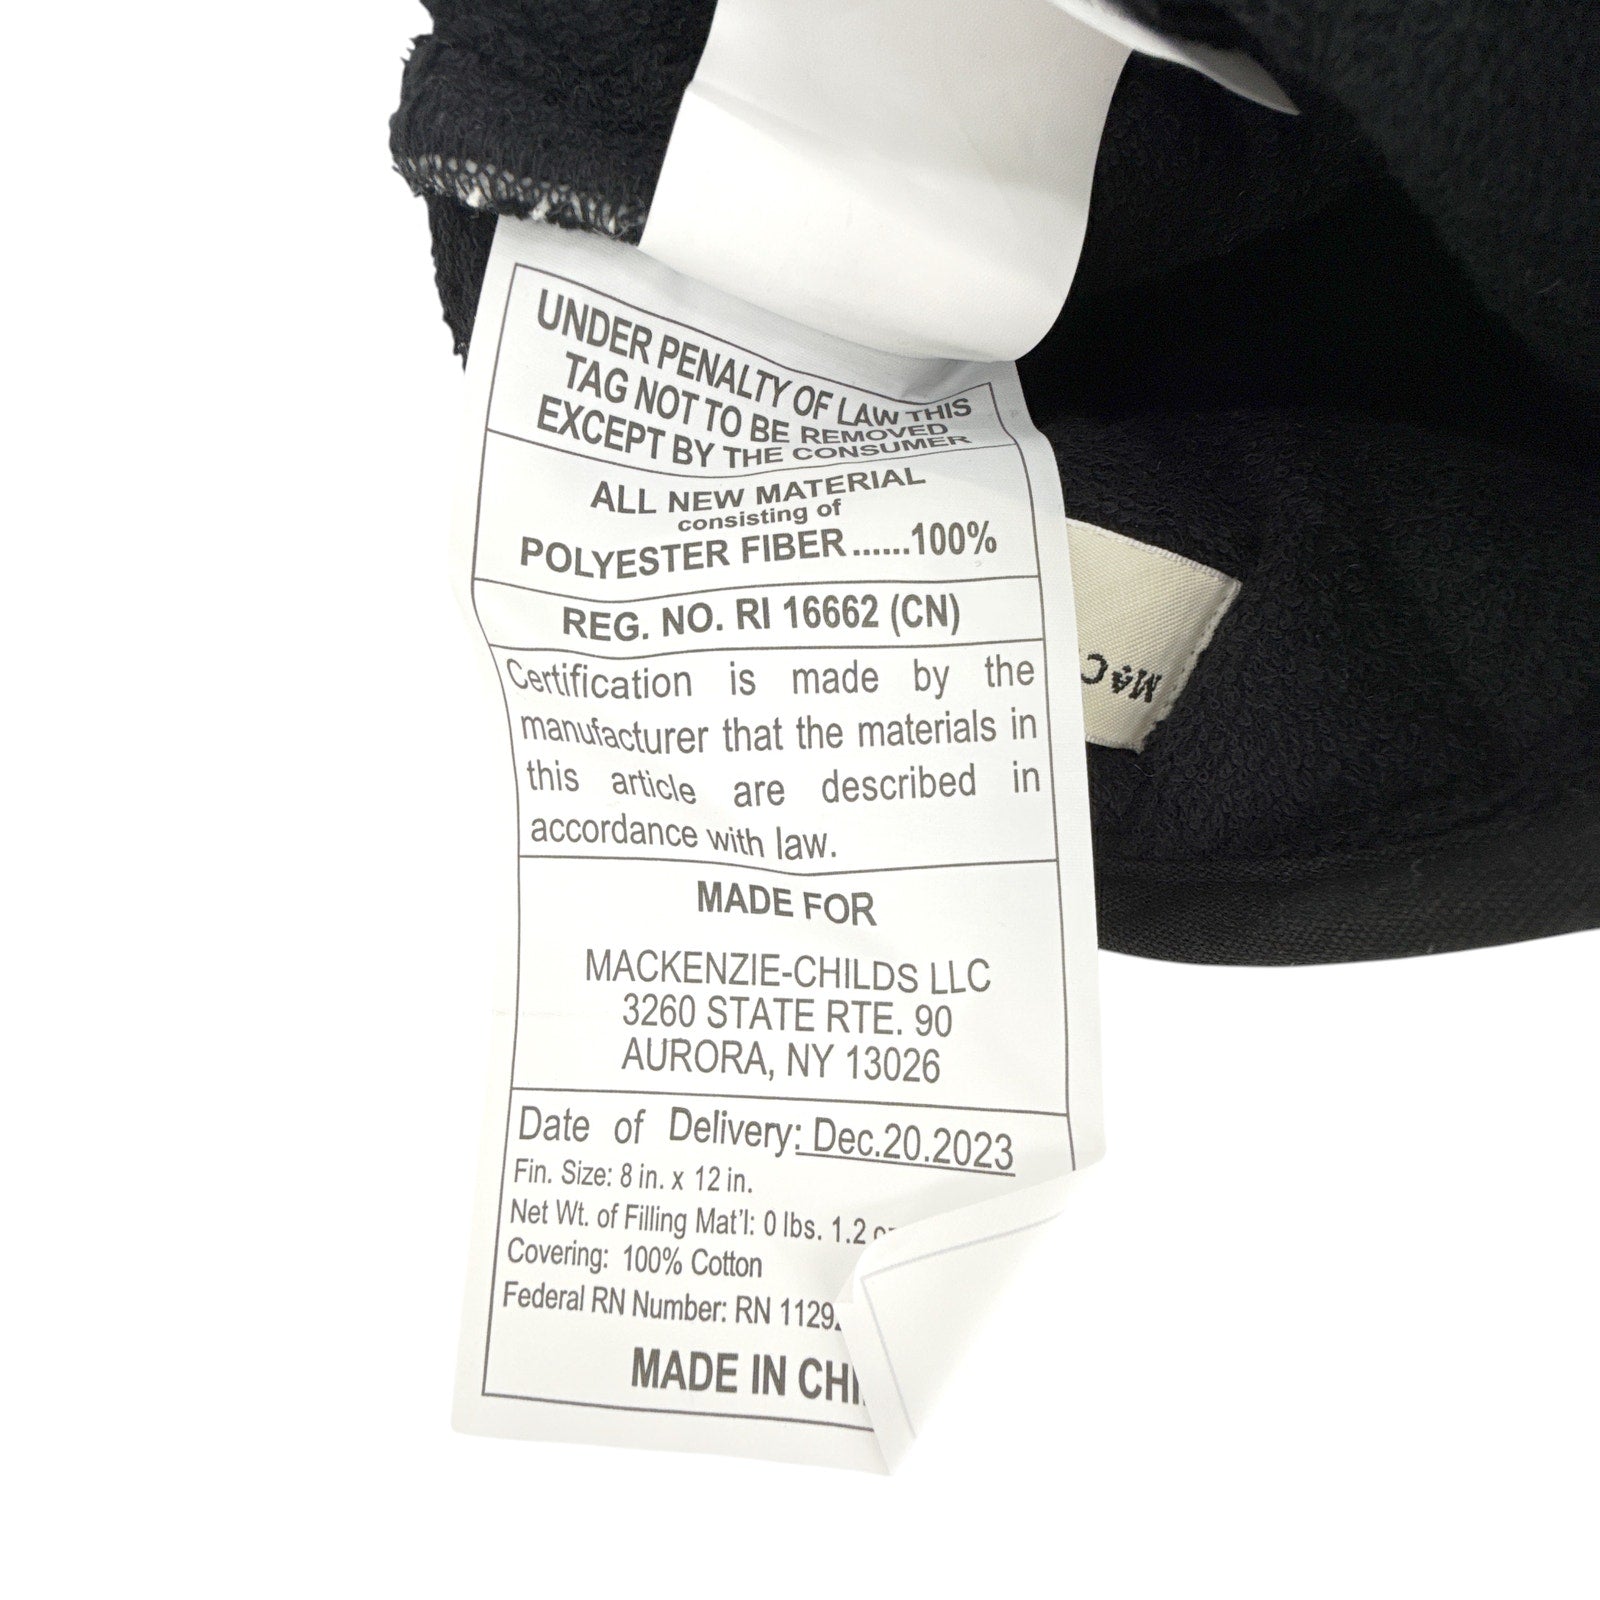 UNDER PENALTY OF LAW THIS
TAG NOT TO BE REMOVED
EXCEPT BY THE CONSUMER
ALL NEW MATERIAL
consisting of
POLYESTER FIBER......100%
REG. NO. RI 16662 (CN)
Certification is made by the
manufacturer that the materials in
this article are described in
accordance with law.
MADE FOR
MACKENZIE-CHILDS LLC
3260 STATE RTE. 90
AURORA, NY 13026
Date of Delivery: Dec.20.2023
Fin. Size: 8 in. x 12 in.
Net Wt. of Filling Mat'l: 0 lbs. 1.2
Covering: 100% Cotton
Federal RN Number: RN 1129
MADE IN
MAC